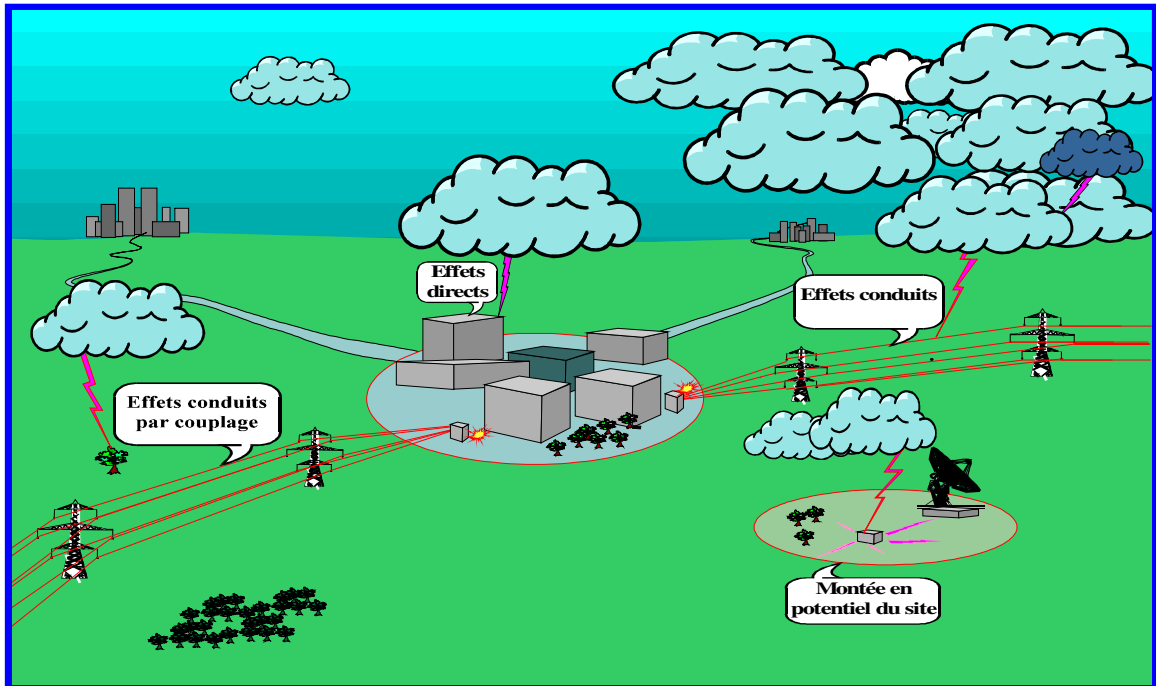 Effets
directs
Effets conduits
Effets conduits
par couplage
Montée en
potentiel du site